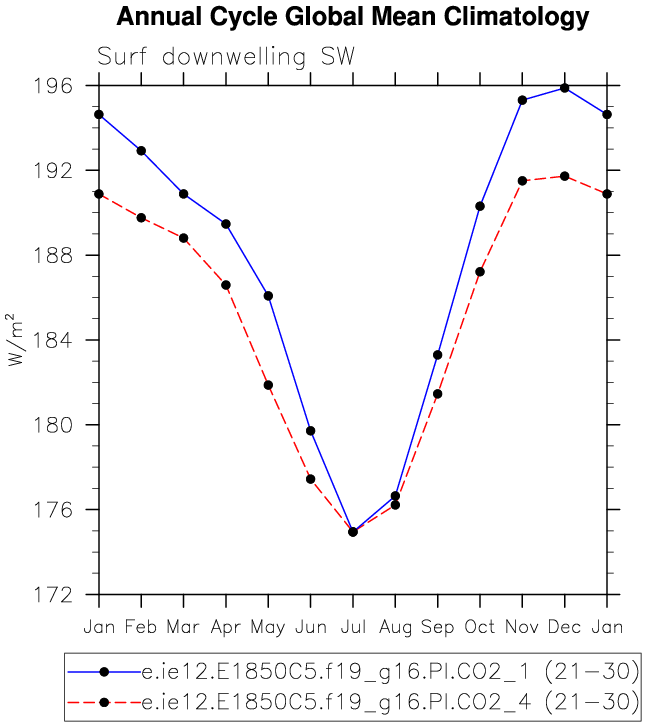 Annual Cycle Global Mean Climatology
Surf downwelling SW
196
192
188
184
180
176
172
W/m²
Jan Feb Mar Apr May Jun Jul Aug Sep Oct Nov Dec Jan
e.ie12.E1850C5.f19_g16.PI.CO2_1 (21-30)
e.ie12.E1850C5.f19_g16.PI.CO2_4 (21-30)